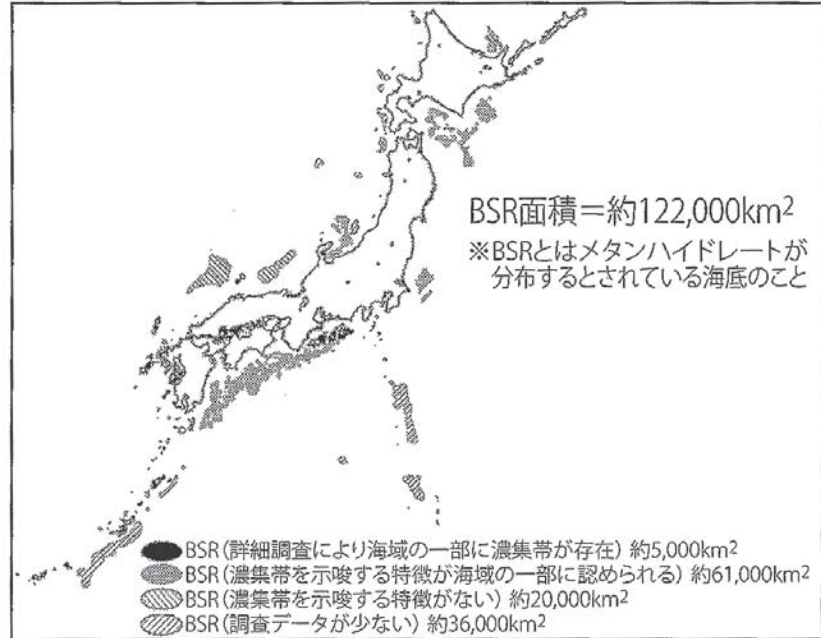 BSR面積＝約122,000km²
※BSRとはメタンハイドレートが
分布するとされている海底のこと
BSR(詳細調査により海域の一部に濃集帯が存在) 約5,000km²
BSR(濃集帯を示唆する特徴が海域の一部に認められる) 約61,000km²
BSR(濃集帯を示唆する特徴がない) 約20,000km²
BSR(調査データが少ない) 約36,000km²